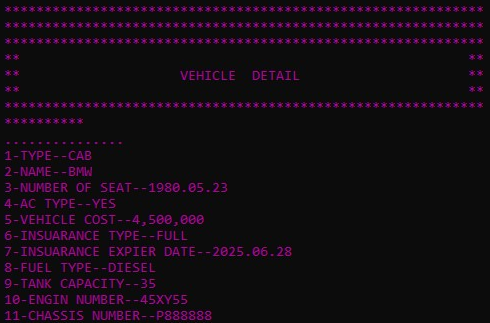 ************************************************************
************************************************************
************************************************************
** **
** VEHICLE  DETAIL **
** **
************************************************************
**********
...............
1-TYPE--CAB
2-NAME--BMW
3-NUMBER OF SEAT--1980.05.23
4-AC TYPE--YES
5-VEHICLE COST--4,500,000
6-INSUARANCE TYPE--FULL
7-INSUARANCE EXPIER DATE--2025.06.28
8-FUEL TYPE--DIESEL
9-TANK CAPACITY--35
10-ENGIN NUMBER--45XY55
11-CHASSIS NUMBER--P888888